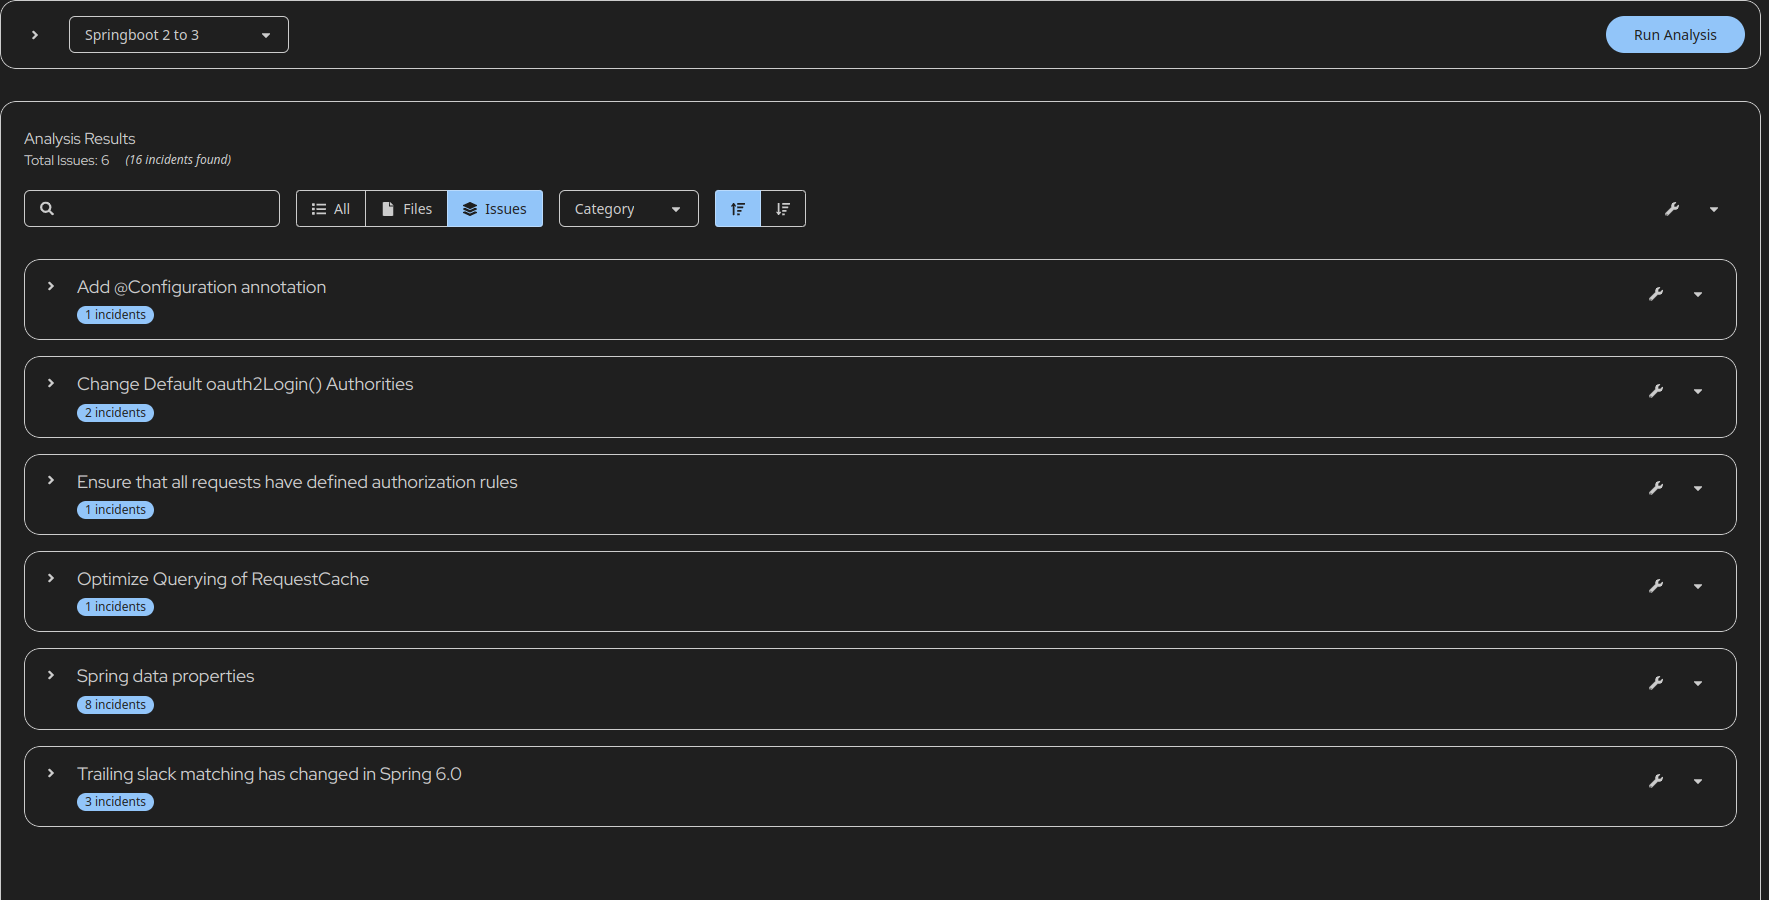 Springboot 2 to 3
Run Analysis
Analysis Results
Total Issues: 6 (16 incidents found)
All Files Issues Category
Add @Configuration annotation
1 incidents
Change Default oauth2Login() Authorities
2 incidents
Ensure that all requests have defined authorization rules
1 incidents
Optimize Querying of RequestCache
1 incidents
Spring data properties
8 incidents
Trailing slack matching has changed in Spring 6.0
3 incidents